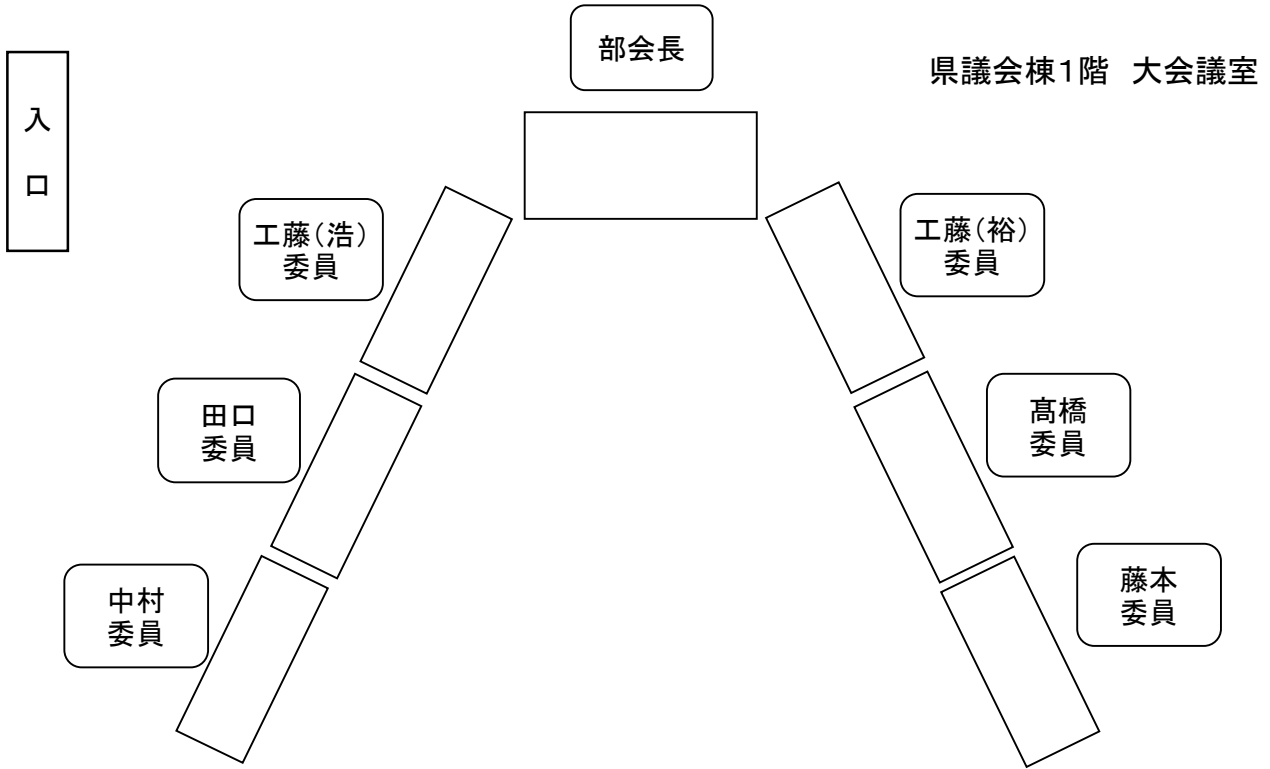 部会長
県議会棟1階　大会議室
入
口
工藤(浩)
委員
工藤(裕)
委員
田口
委員
髙橋
委員
中村
委員
藤本
委員